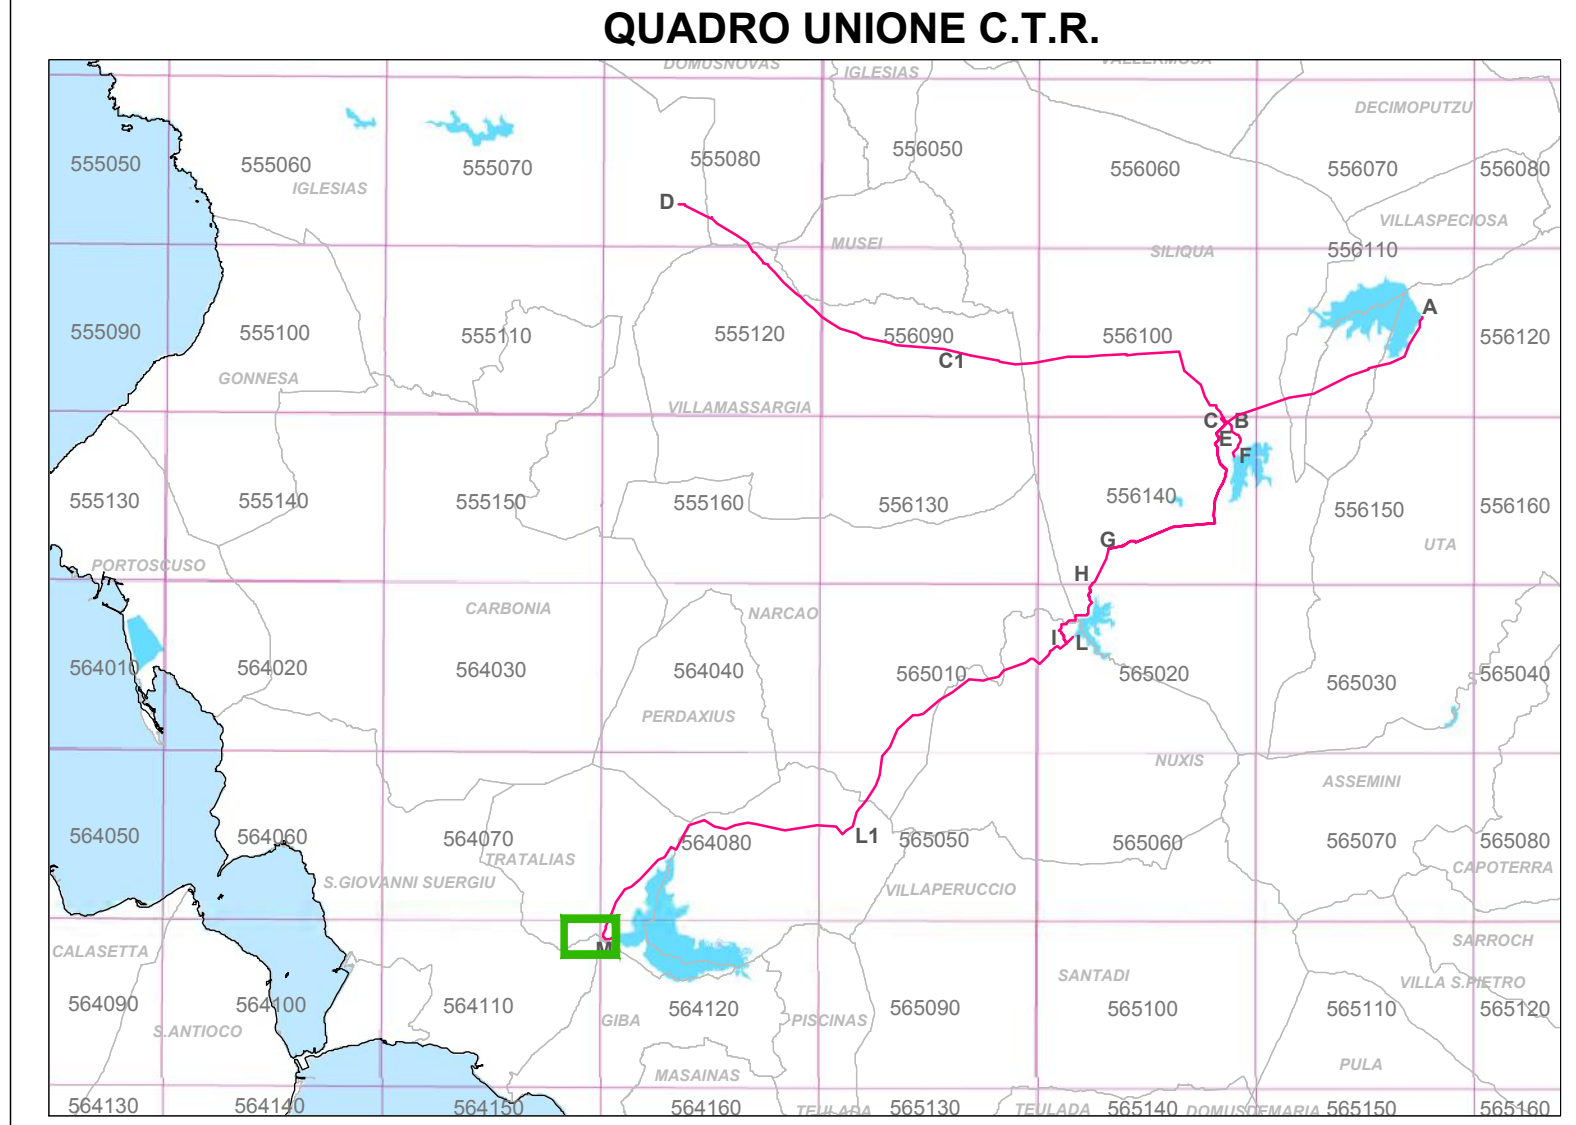 QUADRO UNIONE C.T.R.
DOMUSNOVAS
IGLESIAS
VALLERMOSA
DECIMOPUTZU
555050
555060
555070
555080
556050
556060
556070
556080
IGLESIAS
D
VILLASPECIOSA
MUSEI
SILIQUA
556110
A
555090
555100
555110
555120
556090
556100
556120
C1
GONNESA
VILLAMASSARGIA
C
B
E
F
555130
555140
555150
555160
556130
556140
556150
556160
G
UTA
PORTOSCUSO
H
CARBONIA
NARCAO
I
L
564010
564020
564030
564040
565010
565020
565030
565040
PERDAXIUS
NUXIS
ASSEMINI
564050
564060
564070
564080
L1
565050
565060
565070
565080
TRATALIAS
CAPOTERRA
S.GIOVANNI SUERGIU
VILLAPERUCCIO
M
CALASETTA
SARROCH
SANTADI
VILLA S.PIETRO
564090
564100
564110
564120
565090
565100
565110
565120
S.ANTIOCO
GIBA
PISCINAS
PULA
MASAINAS
564130
564140
564150
564160
TEULADA
565130
TEULADA
565140
DOMUSDEMARIA
565150
565160